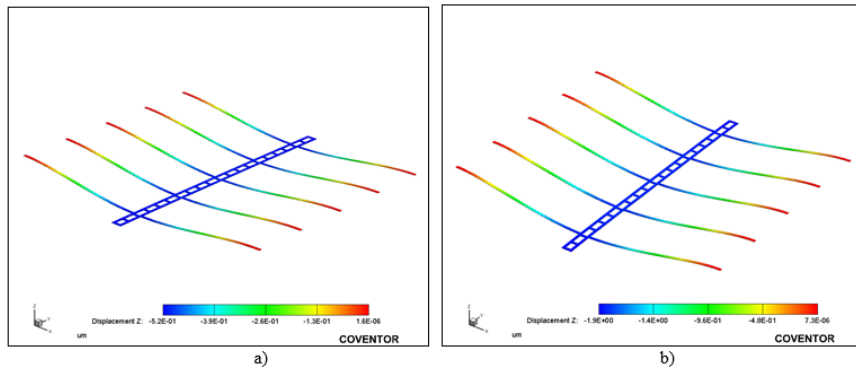 Z
Y
X
Displacement Z: -5.2E-01 -3.9E-01 -2.6E-01 -1.3E-01 1.6E-06
um
COVENTOR
a)
Z
Y
X
Displacement Z: -1.9E+00 -1.4E+00 -9.6E-01 -4.8E-01 7.3E-06
um
COVENTOR
b)